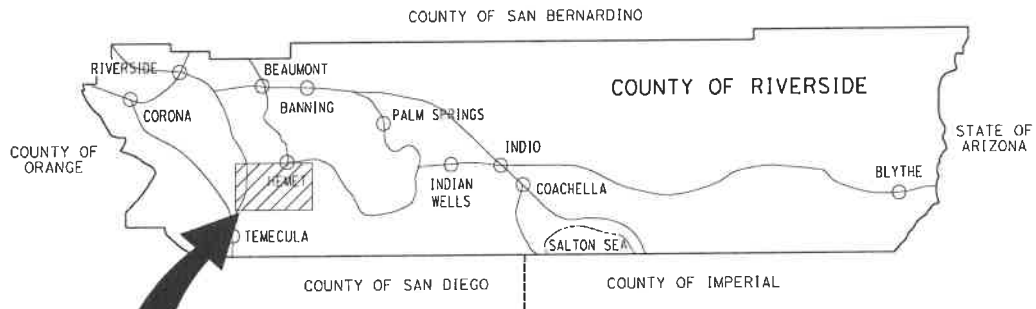 COUNTY OF SAN BERNARDINO
RIVERSIDE
BEAUMONT
COUNTY OF RIVERSIDE
CORONA
BANNING
PALM SPRINGS
STATE OF
ARIZONA
COUNTY OF
ORANGE
HEMET
INDIO
INDIAN
WELLS
COACHELLA
BLYTHE
TEMECULA
SALTON SEA
COUNTY OF SAN DIEGO
COUNTY OF IMPERIAL